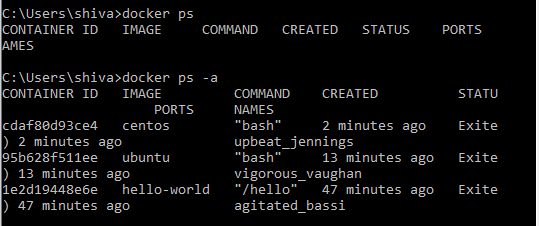 C:\Users\shiva>docker ps
CONTAINER ID   IMAGE     COMMAND   CREATED   STATUS    PORTS
AMES
C:\Users\shiva>docker ps -a
CONTAINER ID   IMAGE         COMMAND    CREATED          STATU
PORTS     NAMES
cdaf80d93ce4   centos        "bash"     2 minutes ago    Exite
) 2 minutes ago             upbeat_jennings
95b628f511ee   ubuntu        "bash"     13 minutes ago   Exite
) 13 minutes ago            vigorous_vaughan
1e2d19448e6e   hello-world   "/hello"   47 minutes ago   Exite
) 47 minutes ago            agitated_bassi